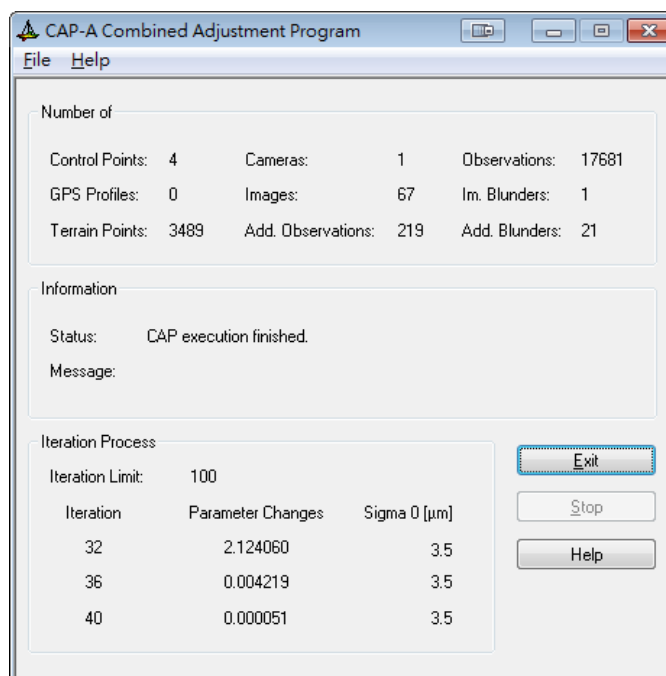 CAP-A Combined Adjustment Program
File Help
Number of
Control Points: 4 Cameras: 1 Observations: 17681
GPS Profiles: 0 Images: 67 Im. Blunders: 1
Terrain Points: 3489 Add. Observations: 219 Add. Blunders: 21
Information
Status: CAP execution finished.
Message:
Iteration Process
Iteration Limit: 100
Iteration Parameter Changes Sigma 0 [µm]
32 2.124060 3.5
36 0.004219 3.5
40 0.000051 3.5
Exit
Stop
Help